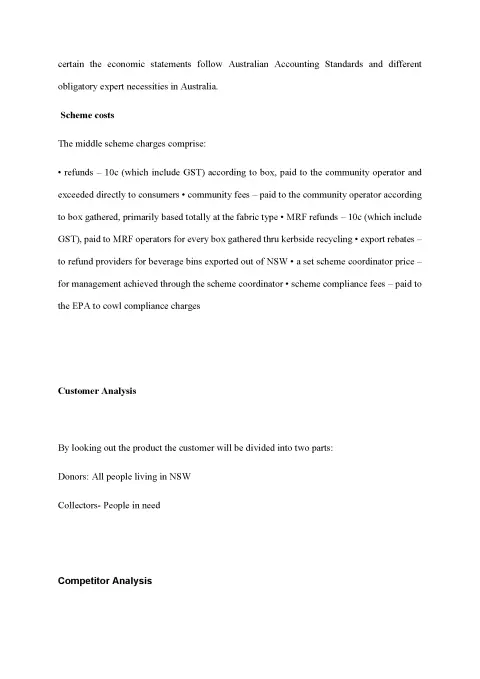 certain the economic statements follow Australian Accounting Standards and different
obligatory expert necessities in Australia.
Scheme costs
The middle scheme charges comprise:
• refunds – 10c (which include GST) according to box, paid to the community operator and
exceeded directly to consumers • community fees – paid to the community operator according
to box gathered, primarily based totally at the fabric type • MRF refunds – 10c (which include
GST), paid to MRF operators for every box gathered thru kerbside recycling • export rebates –
to refund providers for beverage bins exported out of NSW • a set scheme coordinator price –
for management achieved through the scheme coordinator • scheme compliance fees – paid to
the EPA to cowl compliance charges
Customer Analysis
By looking out the product the customer will be divided into two parts:
Donors: All people living in NSW
Collectors- People in need
Competitor Analysis